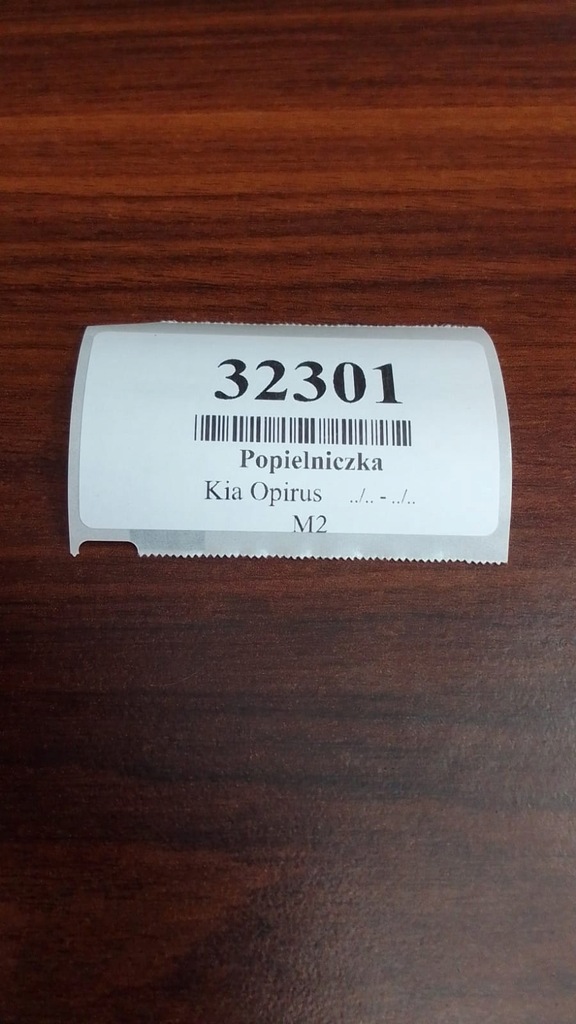 32301
Popielniczka
Kia Opirus ../.. - ../..
M2